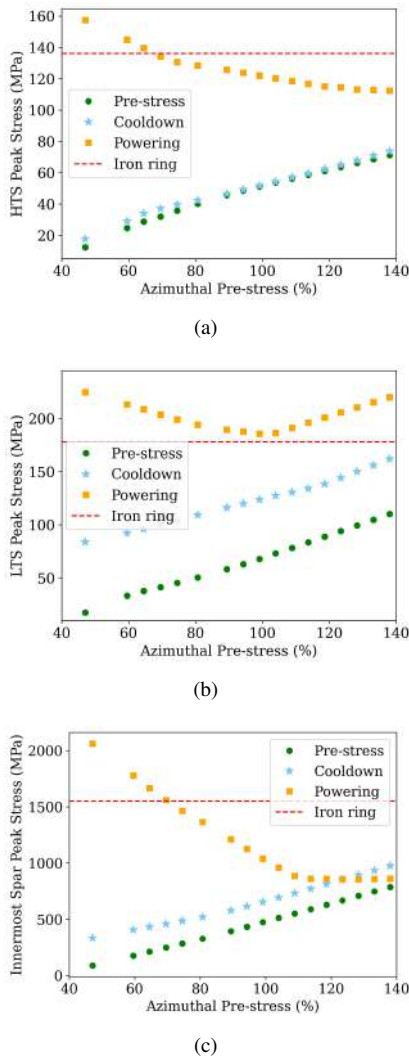 160
140
120
100
80
60
40
20
HTS Peak Stress (MPa)
Pre-stress
Cooldown
Powering
Iron ring
40 60 80 100 120 140
Azimuthal Pre-stress (%)
(a)
200
150
100
50
LTS Peak Stress (MPa)
Pre-stress
Cooldown
Powering
Iron ring
40 60 80 100 120 140
Azimuthal Pre-stress (%)
(b)
2000
1500
1000
500
0
Innermost Spar Peak Stress (MPa)
Pre-stress
Cooldown
Powering
Iron ring
40 60 80 100 120 140
Azimuthal Pre-stress (%)
(c)